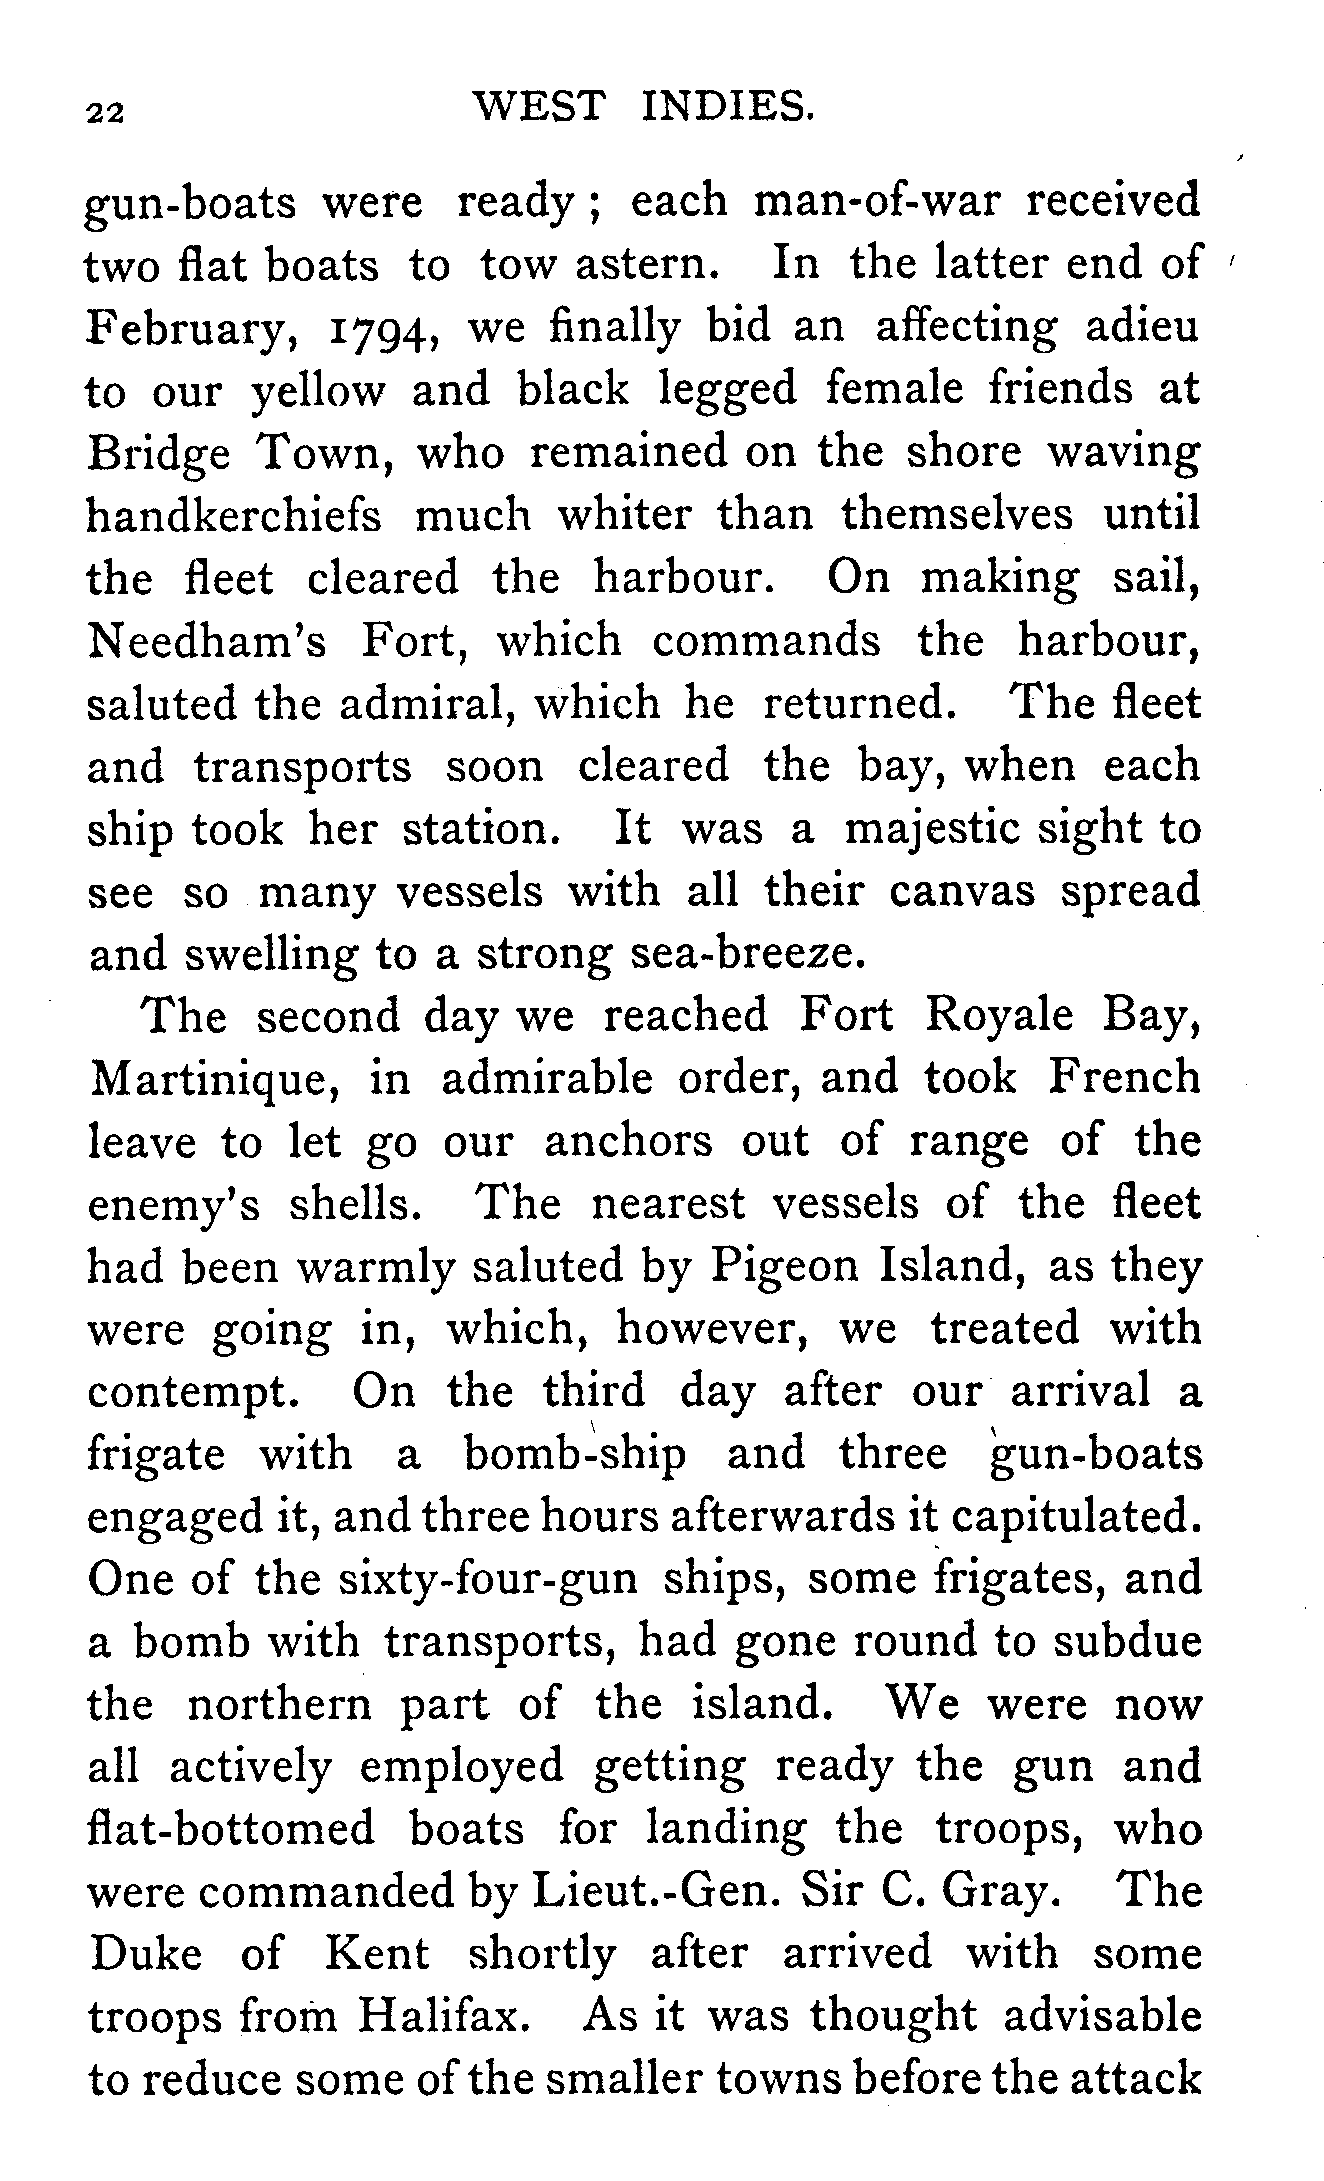 22 WEST INDIES.
gun-boats were ready ; each man-of-war received
two flat boats to tow astern. In the latter end of
February, 1794, we finally bid an affecting adieu
to our yellow and black legged female friends at
Bridge Town, who remained on the shore waving
handkerchiefs much whiter than themselves until
the fleet cleared the harbour. On making sail,
Needham's Fort, which commands the harbour,
saluted the admiral, which he returned. The fleet
and transports soon cleared the bay, when each
ship took her station. It was a majestic sight to
see so many vessels with all their canvas spread
and swelling to a strong sea-breeze.
The second day we reached Fort Royale Bay,
Martinique, in admirable order, and took French
leave to let go our anchors out of range of the
enemy's shells. The nearest vessels of the fleet
had been warmly saluted by Pigeon Island, as they
were going in, which, however, we treated with
contempt. On the third day after our arrival a
frigate with a bomb-ship and three gun-boats
engaged it, and three hours afterwards it capitulated.
One of the sixty-four-gun ships, some frigates, and
a bomb with transports, had gone round to subdue
the northern part of the island. We were now
all actively employed getting ready the gun and
flat-bottomed boats for landing the troops, who
were commanded by Lieut.-Gen. Sir C. Gray. The
Duke of Kent shortly after arrived with some
troops from Halifax. As it was thought advisable
to reduce some of the smaller towns before the attack